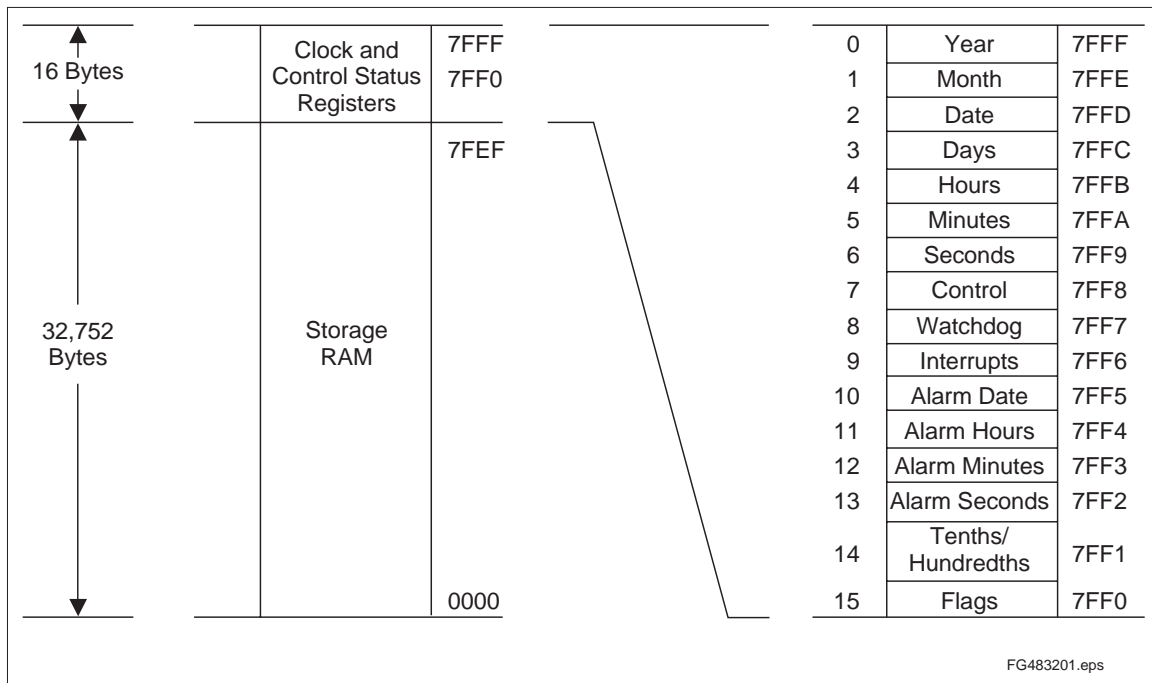 16 Bytes
32,752
Bytes
Clock and
Control Status
Registers
7FFF
7FF0
7FEF
Storage
RAM
0000
0 Year 7FFF
1 Month 7FFE
2 Date 7FFD
3 Days 7FFC
4 Hours 7FFB
5 Minutes 7FFA
6 Seconds 7FF9
7 Control 7FF8
8 Watchdog 7FF7
9 Interrupts 7FF6
10 Alarm Date 7FF5
11 Alarm Hours 7FF4
12 Alarm Minutes 7FF3
13 Alarm Seconds 7FF2
14 Tenths/
Hundredths 7FF1
15 Flags 7FF0
FG483201.eps